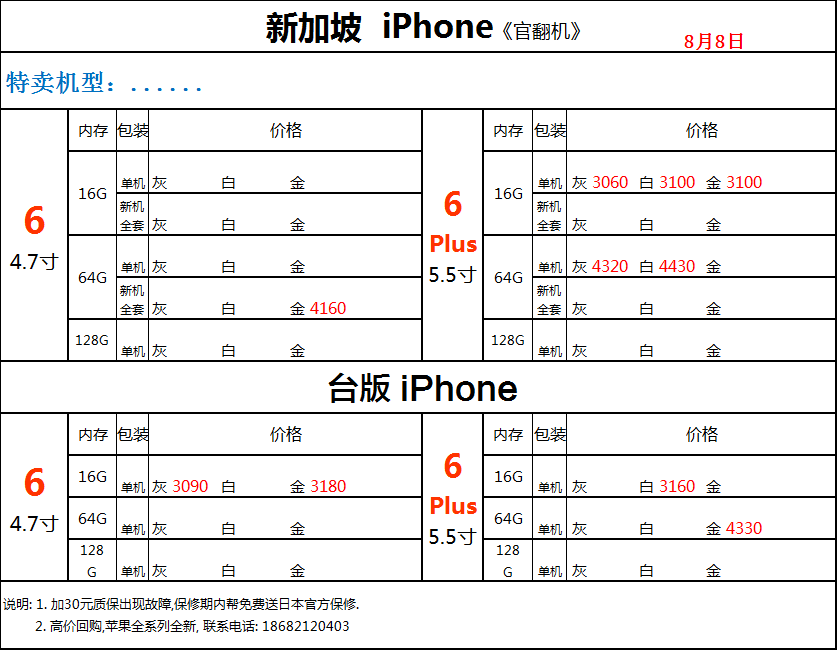 新加坡 iPhone《官翻机》
8月8日
特卖机型：......
内存 包装 价格 内存 包装 价格
6
4.7寸
16G
单机 灰 白 金
新机全套 灰 白 金
64G
单机 灰 白 金
新机全套 灰 白 金 4160
128G
单机 灰 白 金
6
Plus
5.5寸
16G
单机 灰 3060 白 3100 金 3100
新机全套 灰 白 金
64G
单机 灰 4320 白 4430 金
新机全套 灰 白 金
128G
单机 灰 白 金
台版 iPhone
内存 包装 价格 内存 包装 价格
6
4.7寸
16G
单机 灰 3090 白 金 3180
64G
单机 灰 白 金
128
G
单机 灰 白 金
6
Plus
5.5寸
16G
单机 灰 白 3160 金
64G
单机 灰 白 金 4330
128
G
单机 灰 白 金
说明: 1. 加30元质保出现故障,保修期内帮免费送日本官方保修.
2. 高价回购,苹果全系列全新, 联系电话: 18682120403